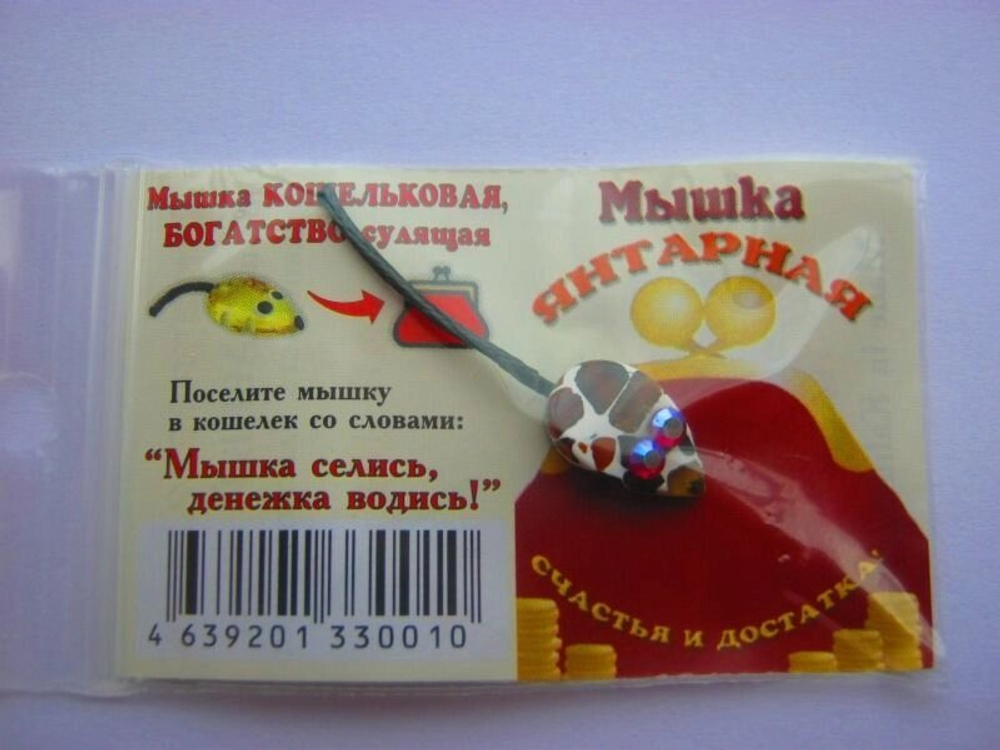 Мышка КОШЕЛЬКОВАЯ,
БОГАТСТВО сулящая
Поселите мышку
в кошелек со словами:
“Мышка селись,
денежка водись!”
4 639201 330010
Мышка
ЯНТАРНАЯ
СЧАСТЬЯ И ДОСТАТКА!